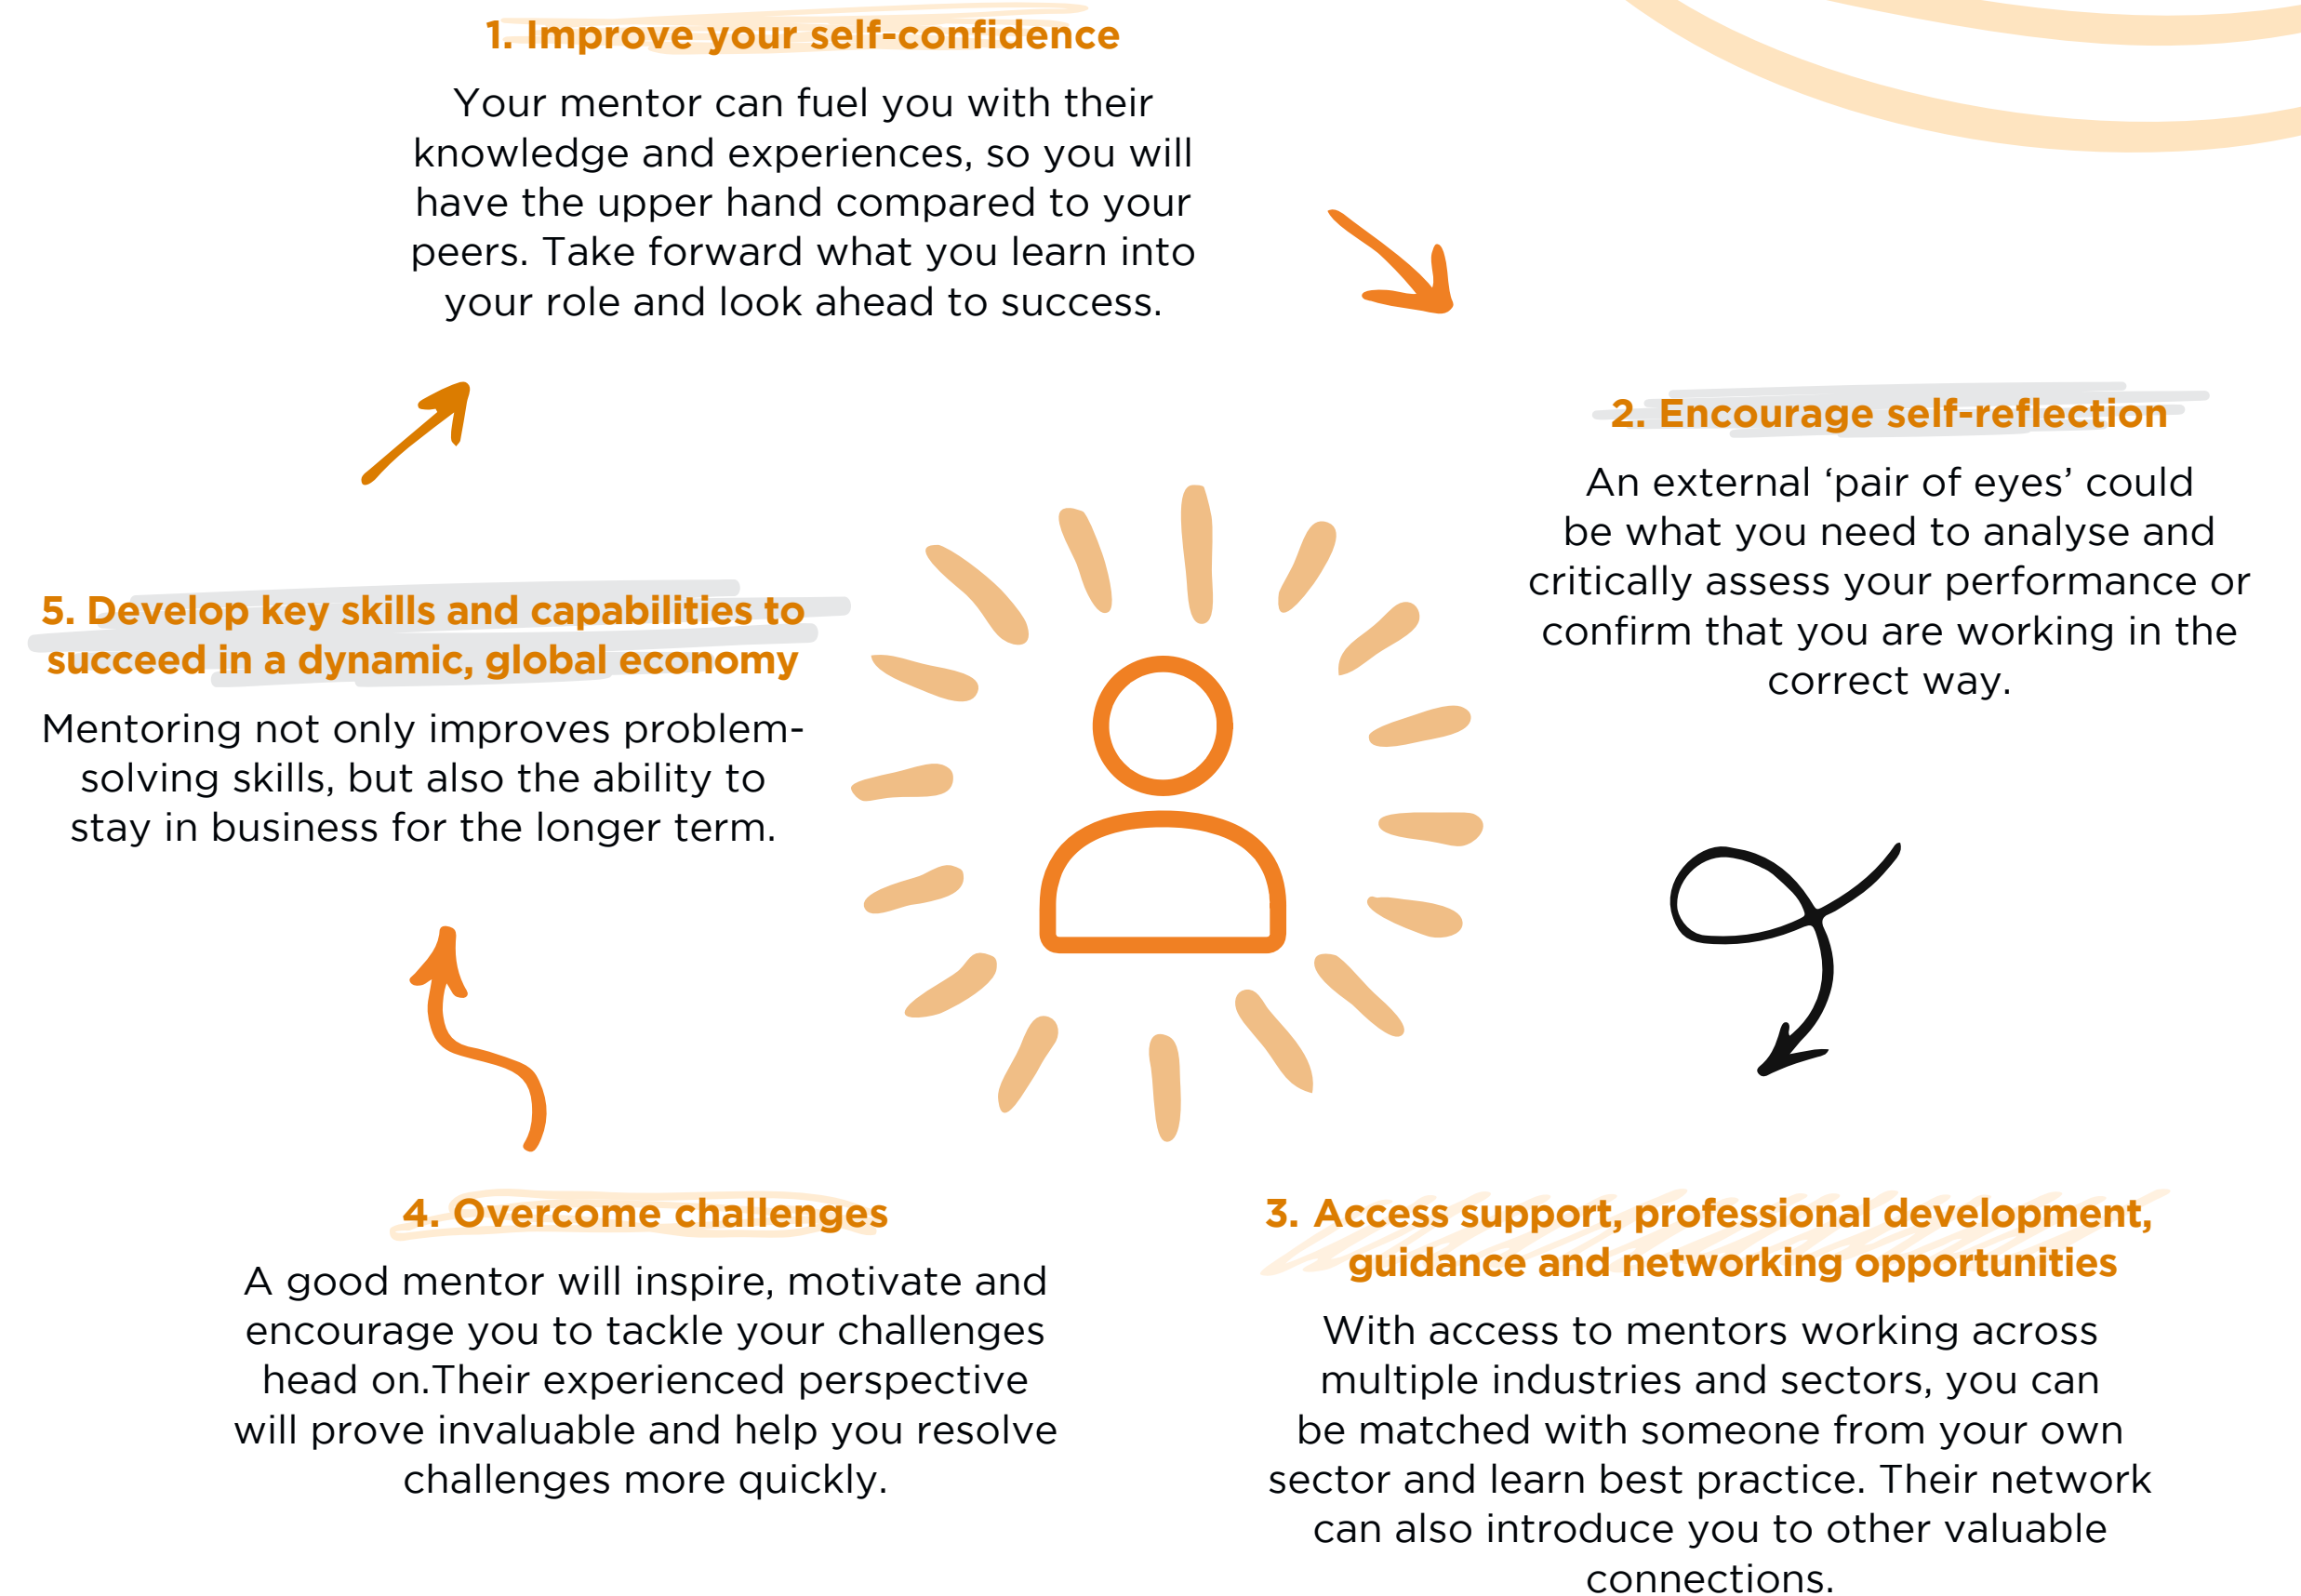 1. Improve your self-confidence
Your mentor can fuel you with their
knowledge and experiences, so you will
have the upper hand compared to your
peers. Take forward what you learn into
your role and look ahead to success.
2. Encourage self-reflection
An external ‘pair of eyes’ could
be what you need to analyse and
critically assess your performance or
confirm that you are working in the
correct way.
3. Access support, professional development,
guidance and networking opportunities
With access to mentors working across
multiple industries and sectors, you can
be matched with someone from your own
sector and learn best practice. Their network
can also introduce you to other valuable
connections.
4. Overcome challenges
A good mentor will inspire, motivate and
encourage you to tackle your challenges
head on.Their experienced perspective
will prove invaluable and help you resolve
challenges more quickly.
5. Develop key skills and capabilities to
succeed in a dynamic, global economy
Mentoring not only improves problem-
solving skills, but also the ability to
stay in business for the longer term.